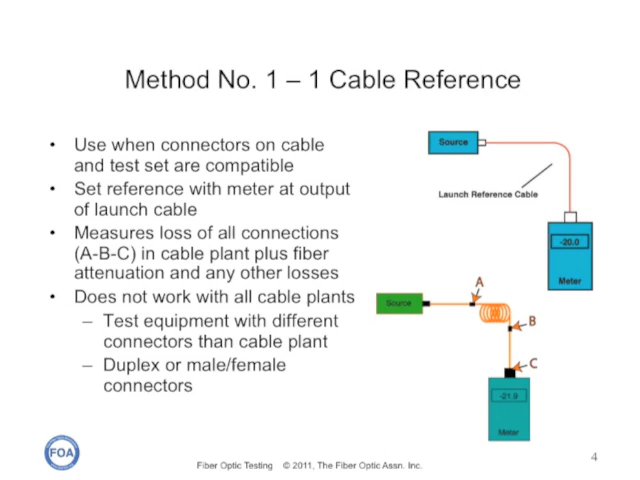 Method No. 1 – 1 Cable Reference
• Use when connectors on cable
and test set are compatible
• Set reference with meter at output
of launch cable
• Measures loss of all connections
(A-B-C) in cable plant plus fiber
attenuation and any other losses
• Does not work with all cable plants
– Test equipment with different
connectors than cable plant
– Duplex or male/female
connectors
Source
Launch Reference Cable
-20.0
Meter
A
Source
B
C
-21.0
Meter
FOA
Fiber Optic Testing © 2011, The Fiber Optic Assn. Inc.
4